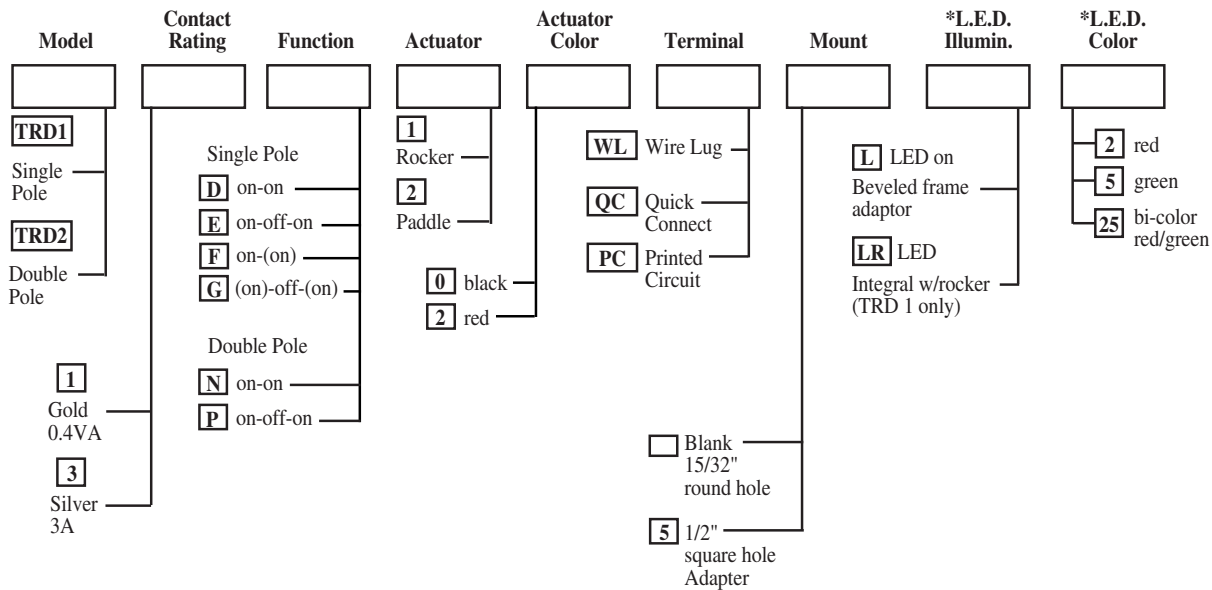 Model
Contact
Rating
Function
Actuator
Actuator
Color
Terminal
Mount
*L.E.D.
Illumin.
*L.E.D.
Color
TRD1
Single
Pole
TRD2
Double
Pole
1
Gold
0.4VA
3
Silver
3A
Single Pole
D on-on
E on-off-on
F on-(on)
G (on)-off-(on)
Double Pole
N on-on
P on-off-on
1
Rocker
2
Paddle
0 black
2 red
WL Wire Lug
QC Quick
Connect
PC Printed
Circuit
Blank
15/32"
round hole
5 1/2"
square hole
Adapter
L LED on
Beveled frame
adaptor
LR LED
Integral w/rocker
(TRD 1 only)
2 red
5 green
25 bi-color
red/green